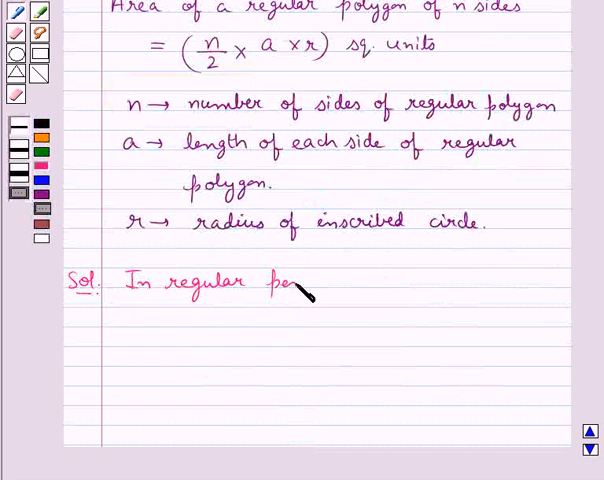 Area of a regular polygon of n sides
= (n/2 × a × r) sq. units
n → number of sides of regular polygon
a → length of each side of regular
polygon.
r → radius of inscribed circle.
Sol. In regular pen